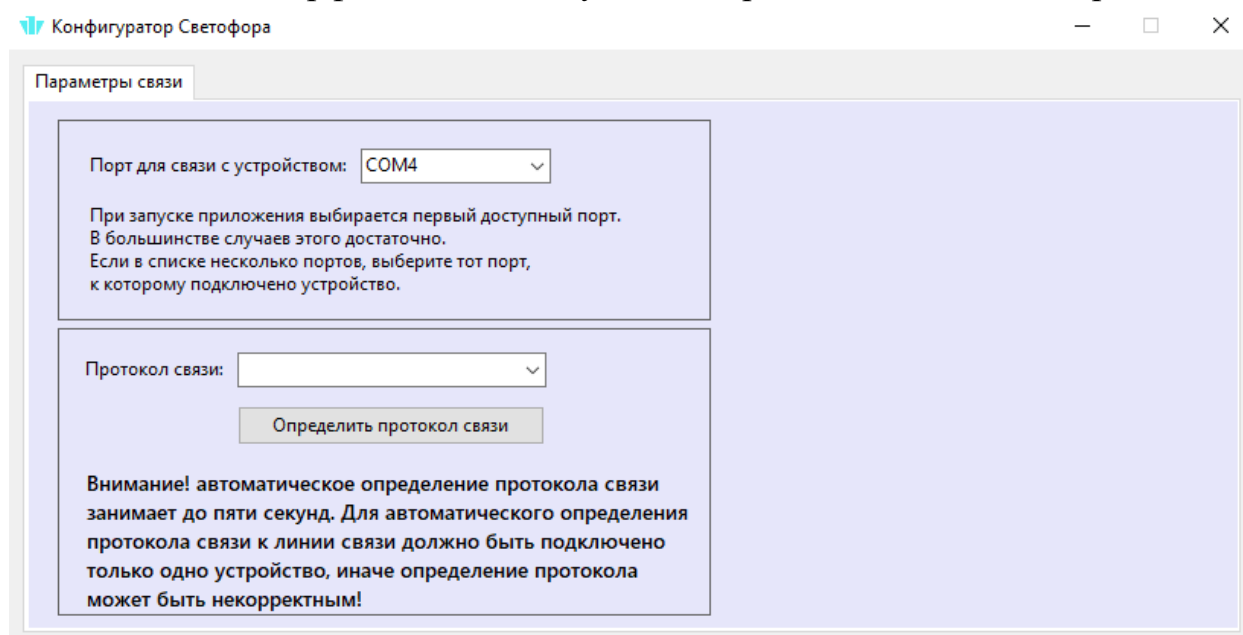 Конфигуратор Светофора
Параметры связи
Порт для связи с устройством: COM4
При запуске приложения выбирается первый доступный порт.
В большинстве случаев этого достаточно.
Если в списке несколько портов, выберите тот порт,
к которому подключено устройство.
Протокол связи:
Определить протокол связи
Внимание! автоматическое определение протокола связи
занимает до пяти секунд. Для автоматического определения
протокола связи к линии связи должно быть подключено
только одно устройство, иначе определение протокола
может быть некорректным!